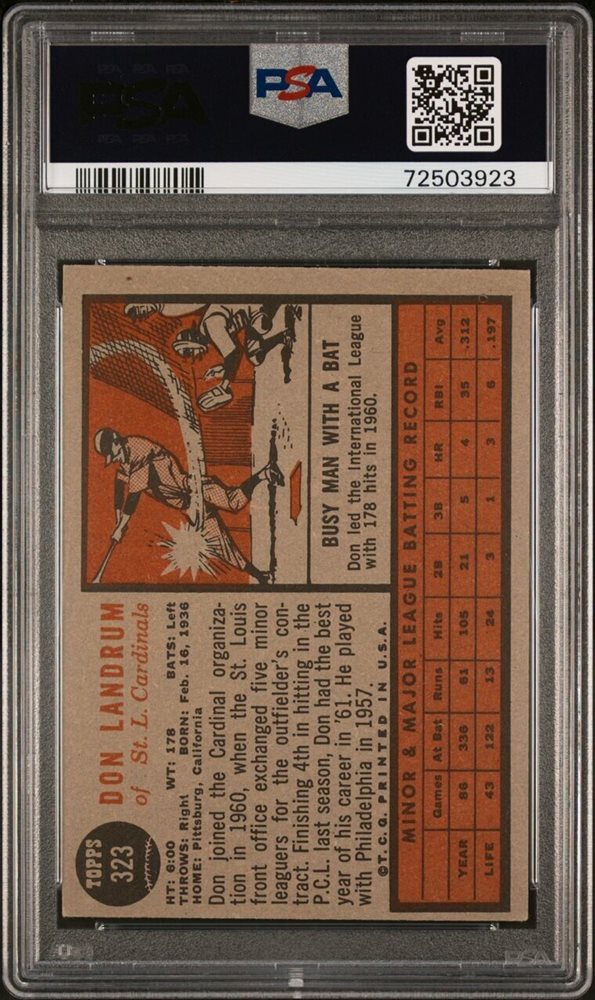 PSA
PSA
72503923
TOPPS
323
DON LANDRUM
of St. L. Cardinals
HT: 6:00 WT: 178 BATS: Left
THROWS: Right BORN: Feb. 16, 1936
HOME: Pittsburg, California
Don joined the Cardinal organiza-
tion in 1960, when the St. Louis
front office exchanged five minor
leaguers for the outfielder's con-
tract. Finishing 4th in hitting in the
P.C.L. last season, Don had the best
year of his career in '61. He played
with Philadelphia in 1957.
©T.C.G. PRINTED IN U.S.A.
BUSY MAN WITH A BAT
Don led the International League
with 178 hits in 1960.
MINOR & MAJOR LEAGUE BATTING RECORD
Games At Bat Runs Hits 2B 3B HR RBI Avg
YEAR 86 336 61 105 21 5 4 35 .312
LIFE 43 122 13 24 3 1 3 6 .197
PSA